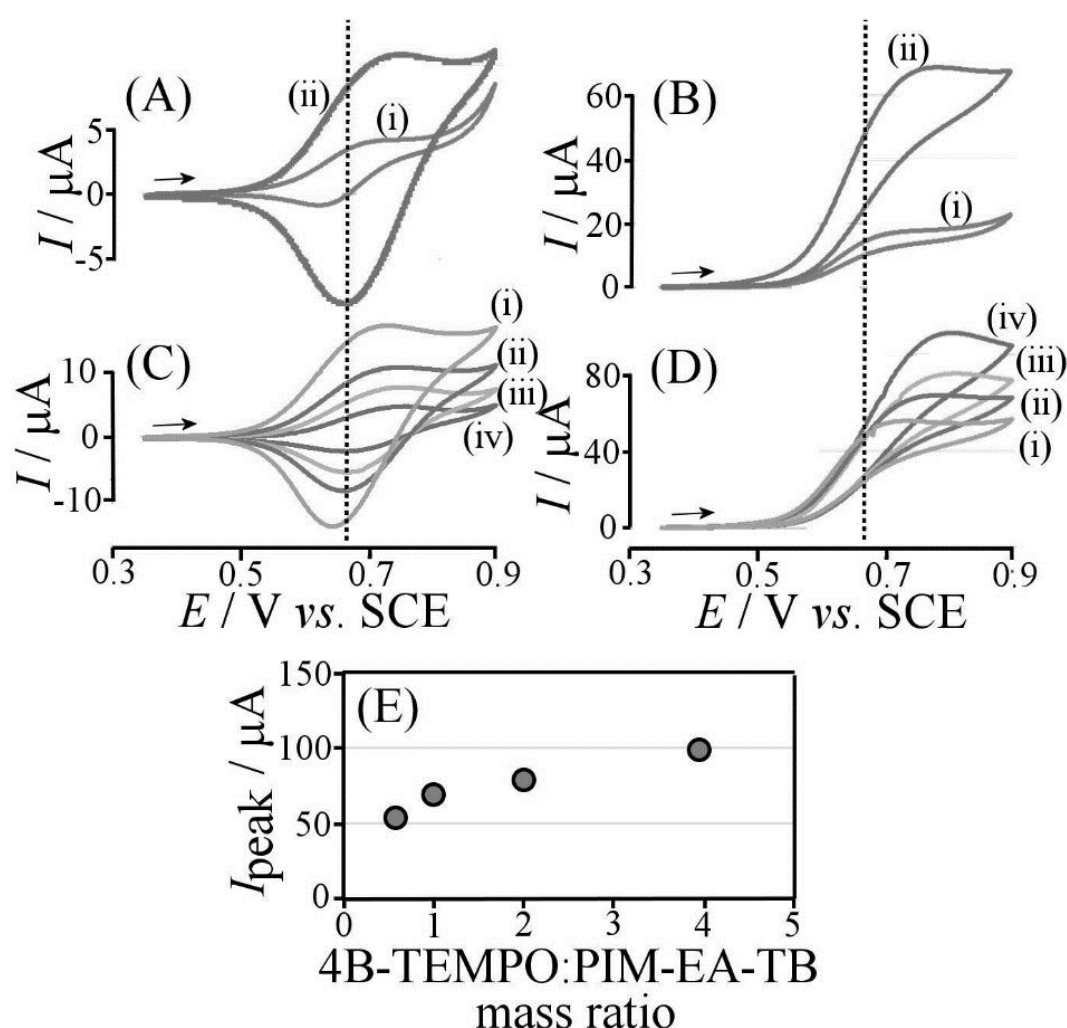 (A)
(ii)
(i)
5
0
-5
I / μA
(B)
(ii)
(i)
60
40
20
0
I / μA
(C)
(i)
(ii)
(iii)
(iv)
10
0
-10
I / μA
0.3
0.5
0.7
0.9
E / V vs. SCE
(D)
(iv)
(iii)
(ii)
(i)
80
40
0
I / μA
0.3
0.5
0.7
0.9
E / V vs. SCE
(E)
150
100
50
0
Ipeak / μA
0
1
2
3
4
5
4B-TEMPO:PIM-EA-TB
mass ratio